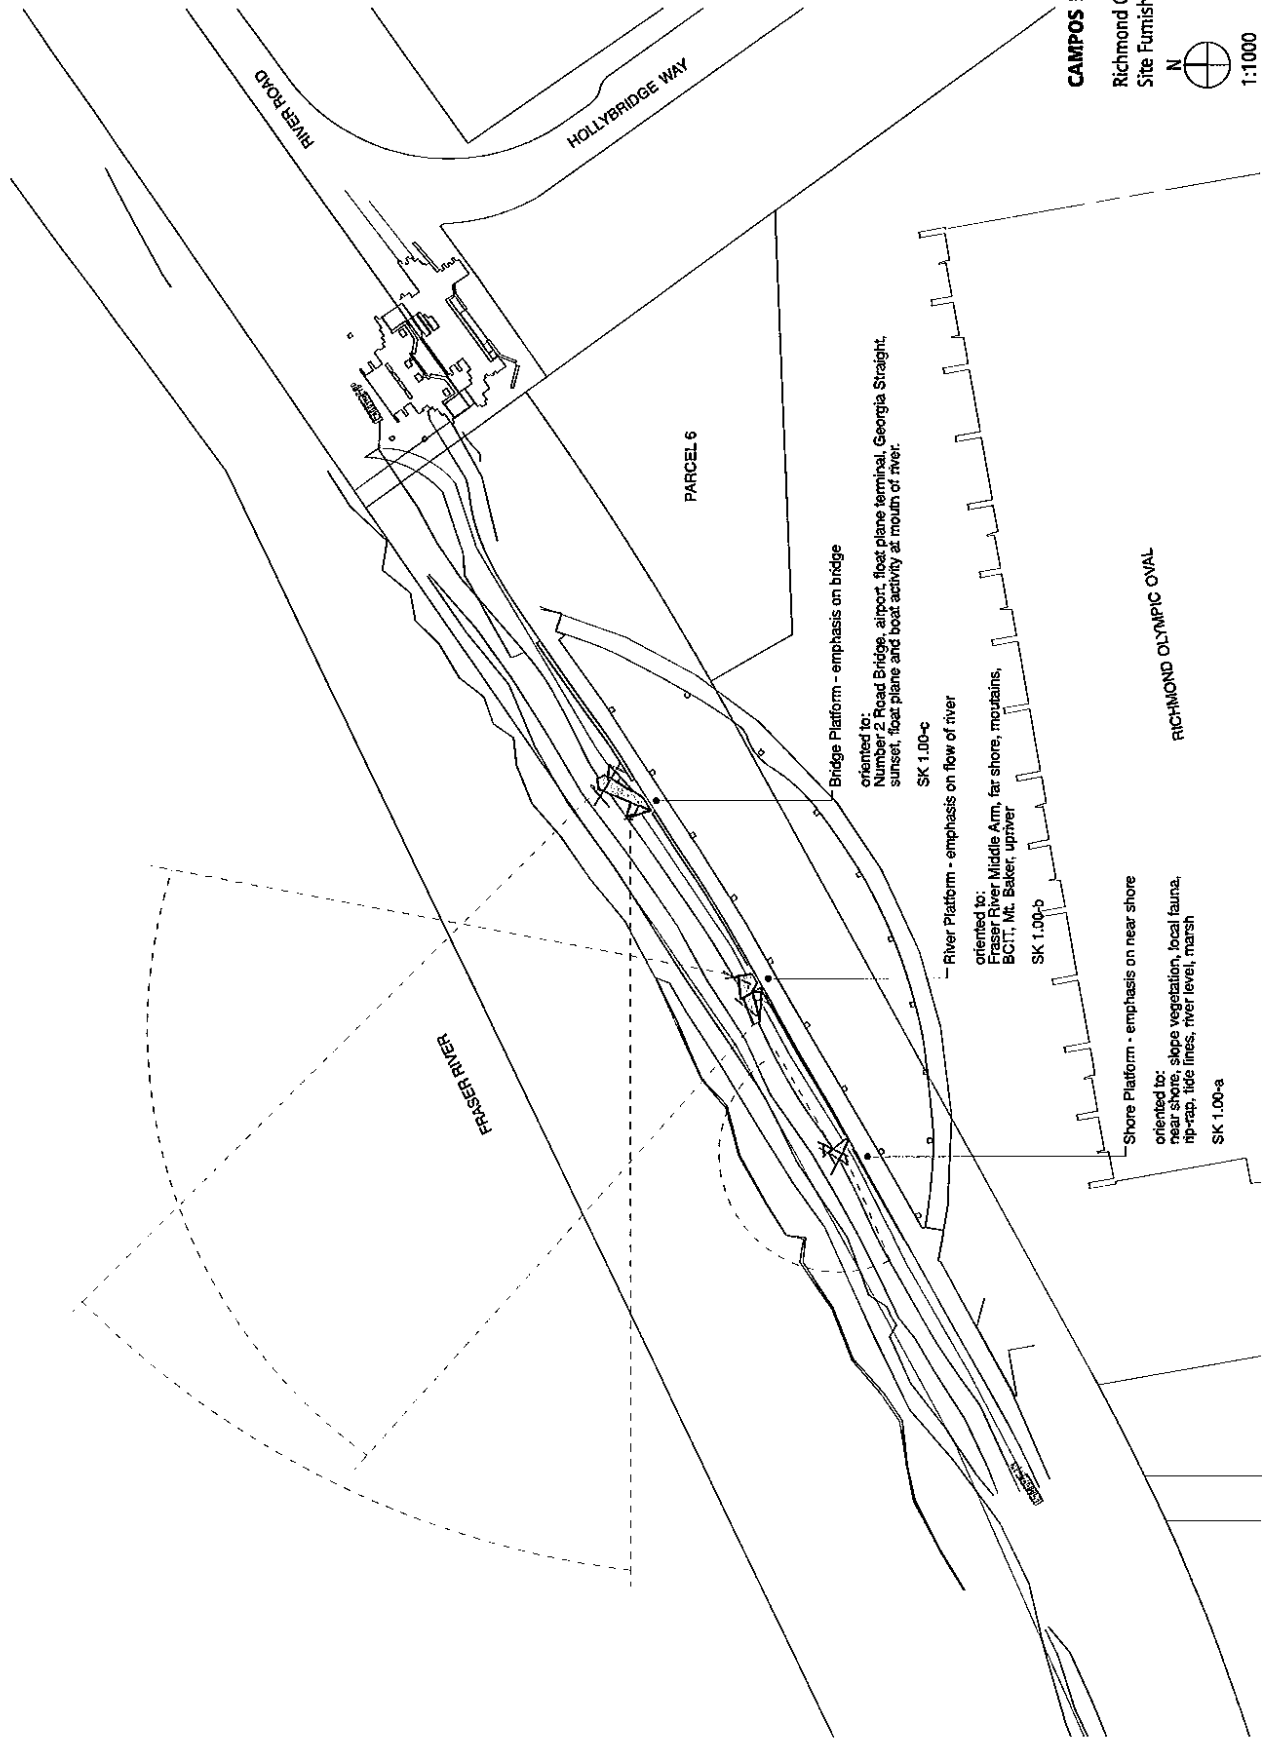 RIVER ROAD
HOLLYBRIDGE WAY
FRASER RIVER
PARCEL 6
RICHMOND OLYMPIC OVAL
Bridge Platform - emphasis on bridge
oriented to:
Number 2 Road Bridge, airport, float plane terminal, Georgia Straight,
sunset, float plane and boat activity at mouth of river.
SK 1.00-c
River Platform - emphasis on flow of river
oriented to:
Fraser River Middle Arm, far shore, moutains,
BCIT, Mt. Baker, upriver
SK 1.00-b
Shore Platform - emphasis on near shore
oriented to:
near shore, slope vegetation, local fauna,
rip-rap, tide lines, river level, marsh
SK 1.00-a
CAMPOS
Richmond
Site Furnish
N
1:1000